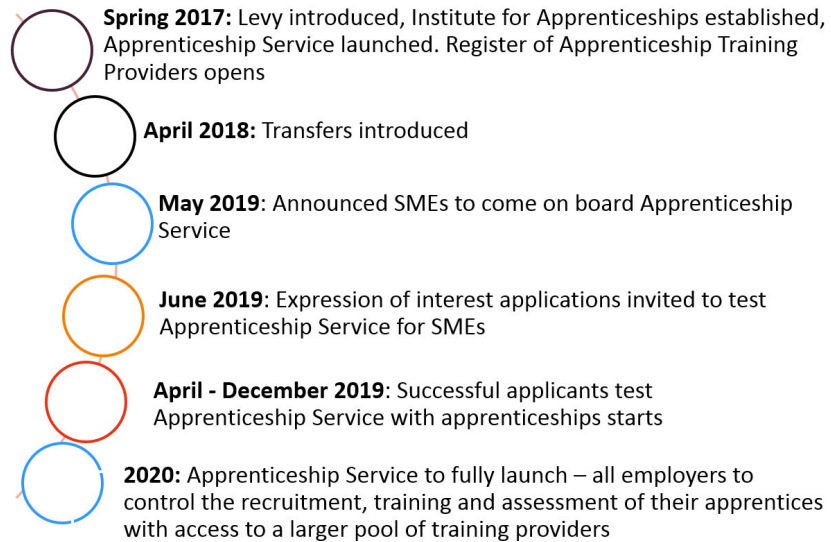 Spring 2017: Levy introduced, Institute for Apprenticeships established,
Apprenticeship Service launched. Register of Apprenticeship Training
Providers opens
April 2018: Transfers introduced
May 2019: Announced SMEs to come on board Apprenticeship
Service
June 2019: Expression of interest applications invited to test
Apprenticeship Service for SMEs
April - December 2019: Successful applicants test
Apprenticeship Service with apprenticeships starts
2020: Apprenticeship Service to fully launch – all employers to
control the recruitment, training and assessment of their apprentices
with access to a larger pool of training providers